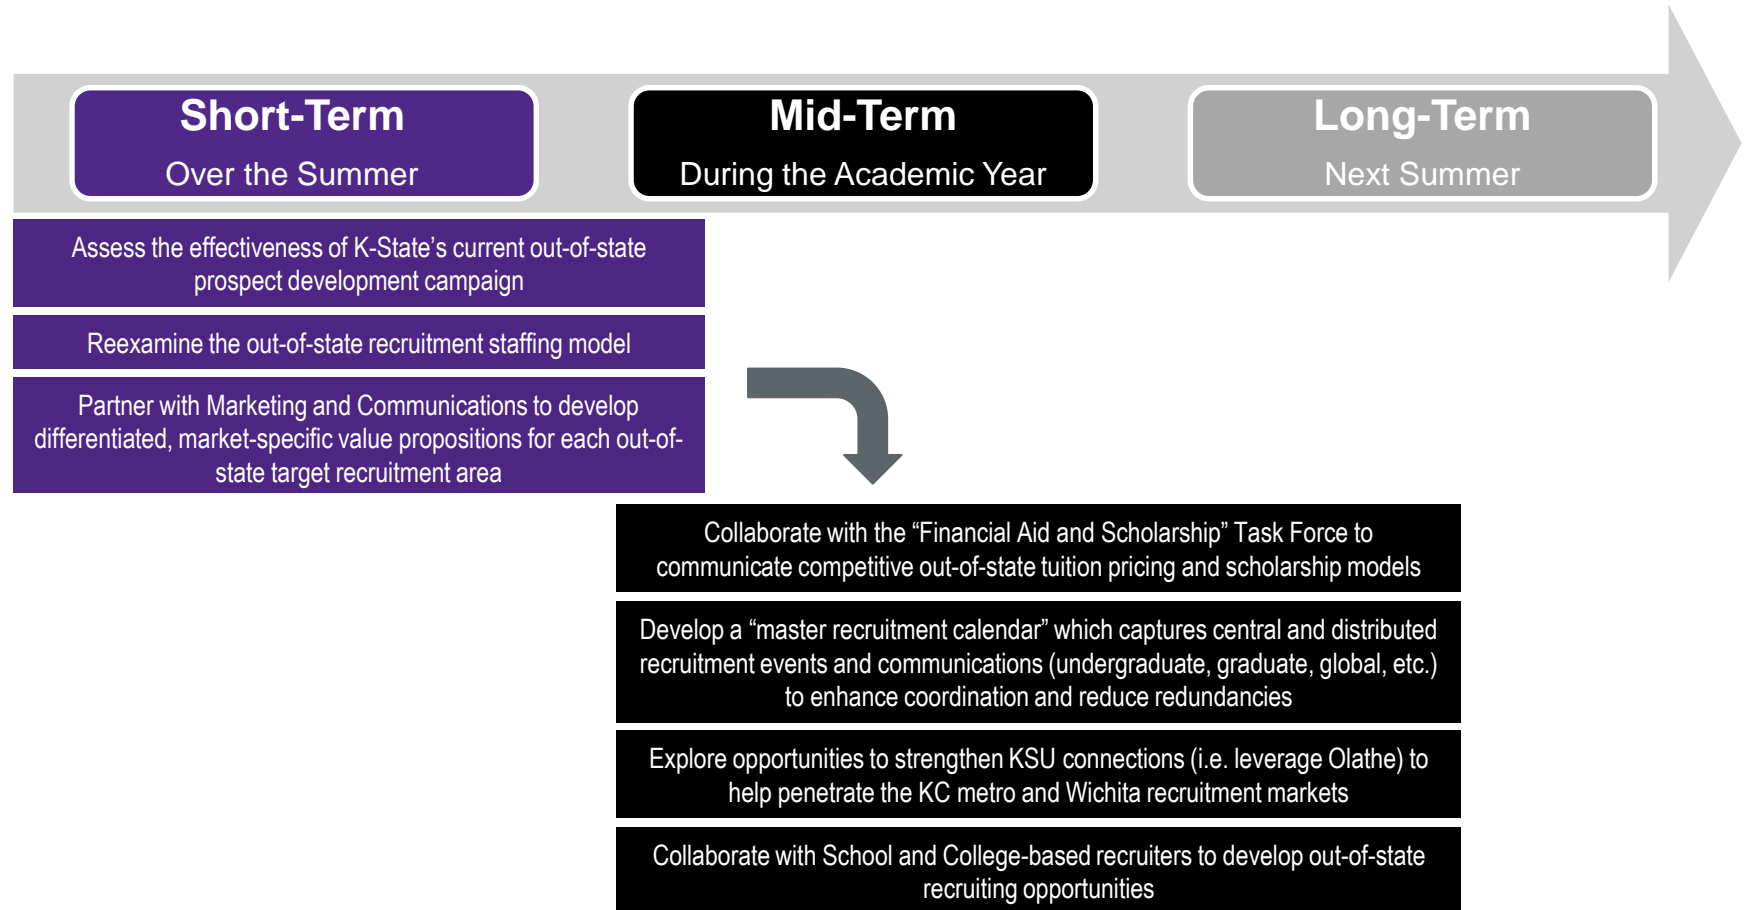 Short-Term
Over the Summer
Mid-Term
During the Academic Year
Long-Term
Next Summer
Assess the effectiveness of K-State’s current out-of-state
prospect development campaign
Reexamine the out-of-state recruitment staffing model
Partner with Marketing and Communications to develop
differentiated, market-specific value propositions for each out-of-
state target recruitment area
Collaborate with the “Financial Aid and Scholarship” Task Force to
communicate competitive out-of-state tuition pricing and scholarship models
Develop a “master recruitment calendar” which captures central and distributed
recruitment events and communications (undergraduate, graduate, global, etc.)
to enhance coordination and reduce redundancies
Explore opportunities to strengthen KSU connections (i.e. leverage Olathe) to
help penetrate the KC metro and Wichita recruitment markets
Collaborate with School and College-based recruiters to develop out-of-state
recruiting opportunities